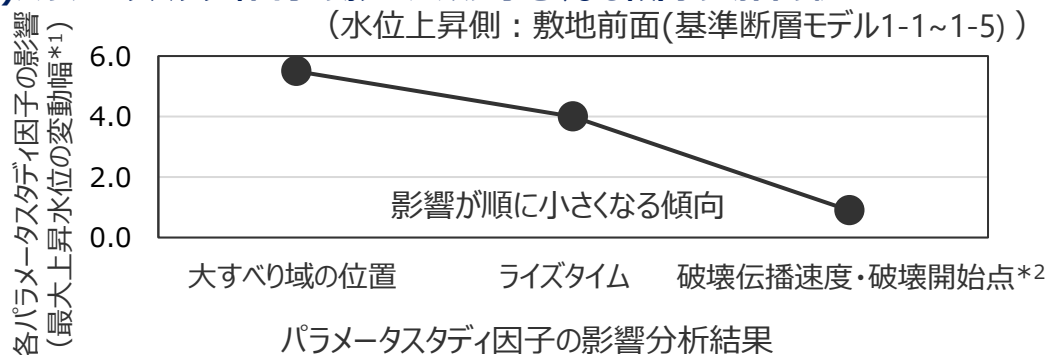 (水位上昇側：敷地前面(基準断層モデル1-1~1-5) )
各パラメータスタディ因子の影響
(最大上昇水位の変動幅*1)
6.0
4.0
2.0
0.0
影響が順に小さくなる傾向
大すべり域の位置 ライズタイム 破壊伝播速度・破壊開始点*2
パラメータスタディ因子の影響分析結果